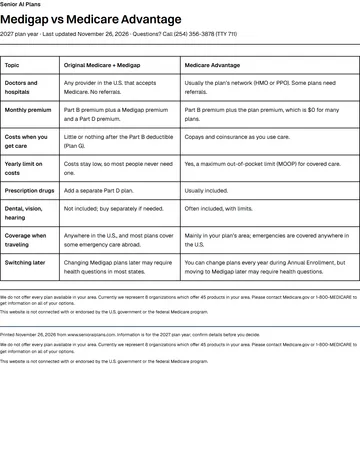 Senior AI Plans
Medigap vs Medicare Advantage
2027 plan year · Last updated November 26, 2026 · Questions? Call (254) 356-3878 (TTY 711)
Topic
Original Medicare + Medigap
Medicare Advantage
Doctors and
hospitals
Any provider in the U.S. that accepts
Medicare. No referrals.
Usually the plan's network (HMO or PPO). Some plans need
referrals.
Monthly premium
Part B premium plus a Medigap premium
and a Part D premium.
Part B premium plus the plan premium, which is $0 for many
plans.
Costs when you
get care
Little or nothing after the Part B deductible
(Plan G).
Copays and coinsurance as you use care.
Yearly limit on
costs
Costs stay low, so most people never need
one.
Yes, a maximum out-of-pocket limit (MOOP) for covered care.
Prescription drugs
Add a separate Part D plan.
Usually included.
Dental, vision,
hearing
Not included; buy separately if needed.
Often included, with limits.
Coverage when
traveling
Anywhere in the U.S., and most plans cover
some emergency care abroad.
Mainly in your plan's area; emergencies are covered anywhere in
the U.S.
Switching later
Changing Medigap plans later may require
health questions in most states.
You can change plans every year during Annual Enrollment, but
moving to Medigap later may require health questions.
We do not offer every plan available in your area. Currently we represent 8 organizations which offer 45 products in your area. Please contact Medicare.gov or 1-800-MEDICARE to
get information on all of your options.
This website is not connected with or endorsed by the U.S. government or the federal Medicare program.
Printed November 26, 2026 from www.senioraiplans.com. Information is for the 2027 plan year; confirm details before you decide.
We do not offer every plan available in your area. Currently we represent 8 organizations which offer 45 products in your area. Please contact Medicare.gov or 1-800-MEDICARE to
get information on all of your options.
This website is not connected with or endorsed by the U.S. government or the federal Medicare program.